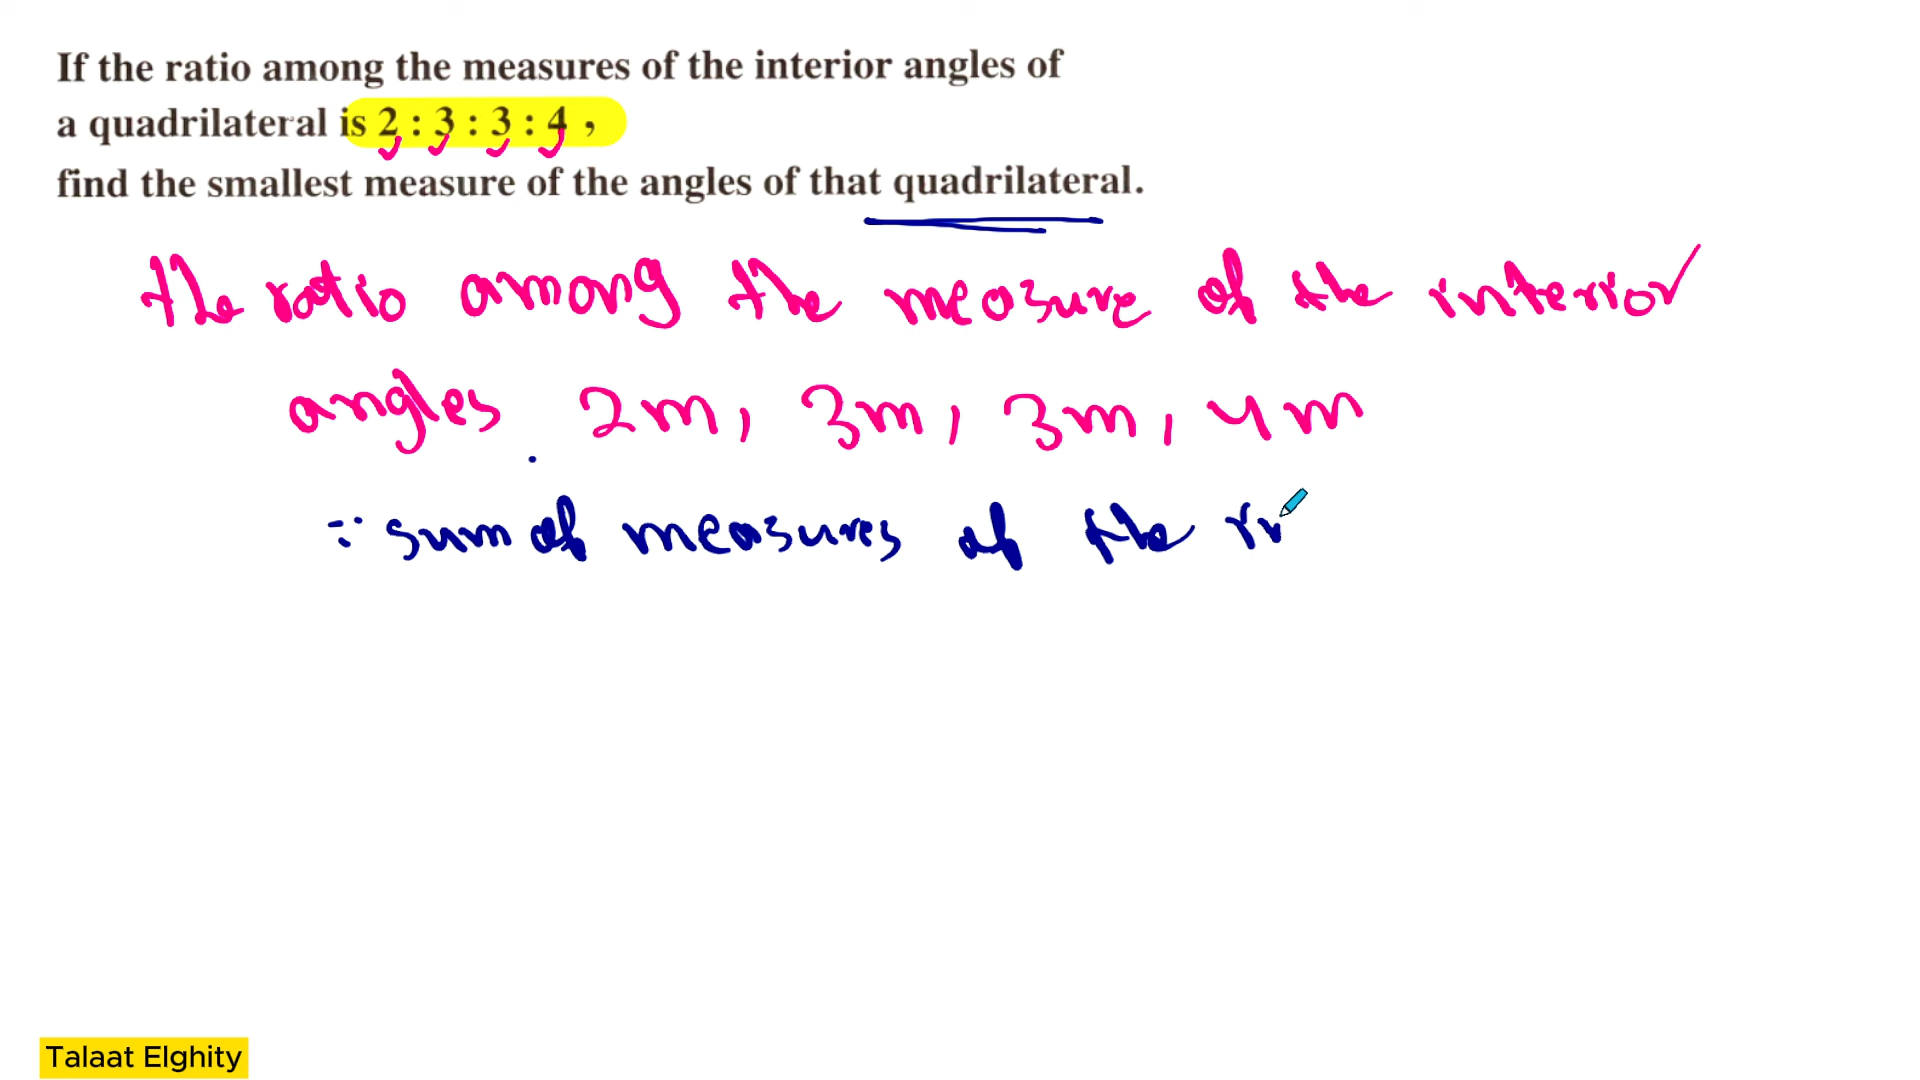 If the ratio among the measures of the interior angles of
a quadrilateral is 2 : 3 : 3 : 4 ,
find the smallest measure of the angles of that quadrilateral.
the ratio among the measure of the interior
angles 2m, 3m, 3m, 4m
∵ sum of measures of the in
Talaat Elghity